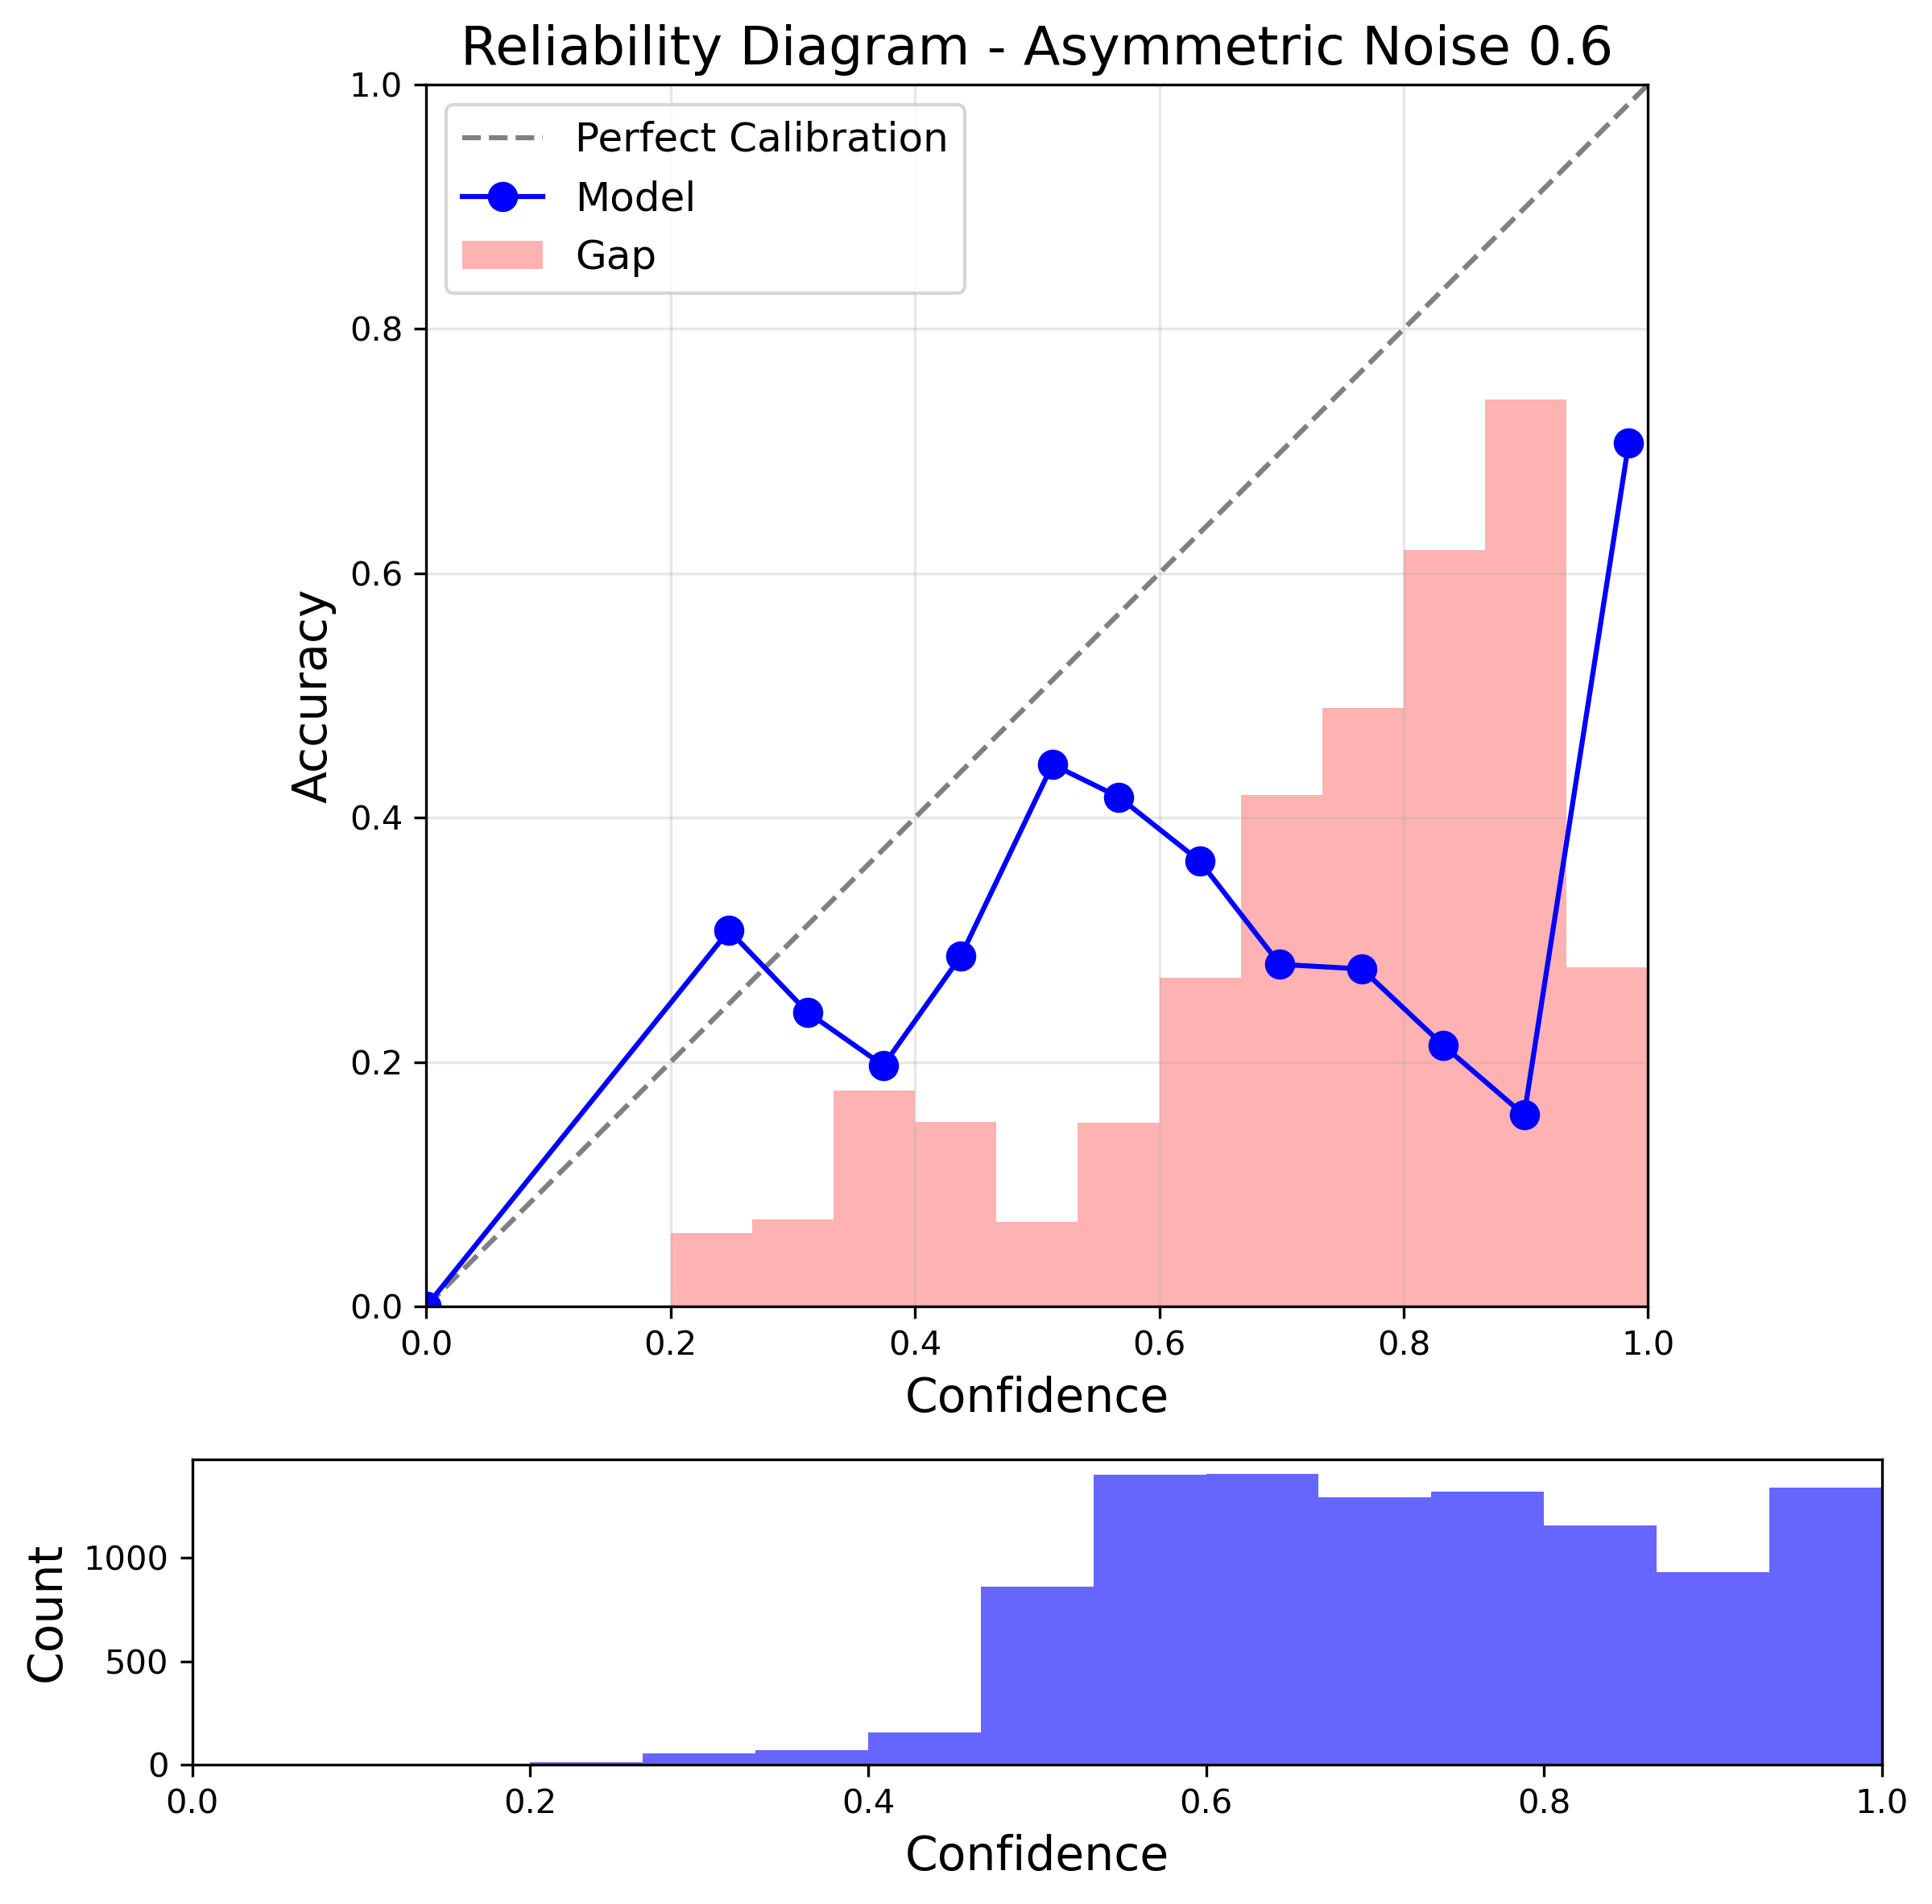 Reliability Diagram - Asymmetric Noise 0.6
Perfect Calibration
Model
Gap
1.0
0.8
0.6
0.4
0.2
0.0
Accuracy
0.0 0.2 0.4 0.6 0.8 1.0
Confidence
1000
500
0
Count
0.0 0.2 0.4 0.6 0.8 1.0
Confidence